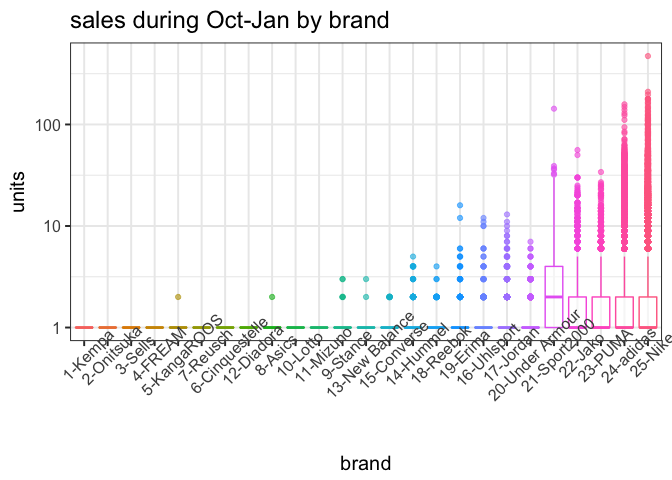 sales during Oct-Jan by brand
units
100
10
1
1-Kempa
2-Onitsuka
3-Sells
4-FREAM
5-KangaROOS
7-Reusch
6-Cinquestelle
12-Diadora
8-Asics
10-Lotto
11-Mizuno
9-Stance
13-New Balance
15-Converse
14-Hummel
18-Reebok
19-Erima
16-Uhlsport
17-Jordan
20-Under Armour
21-Sport2000
22-Jako
23-PUMA
24-adidas
25-Nike
brand